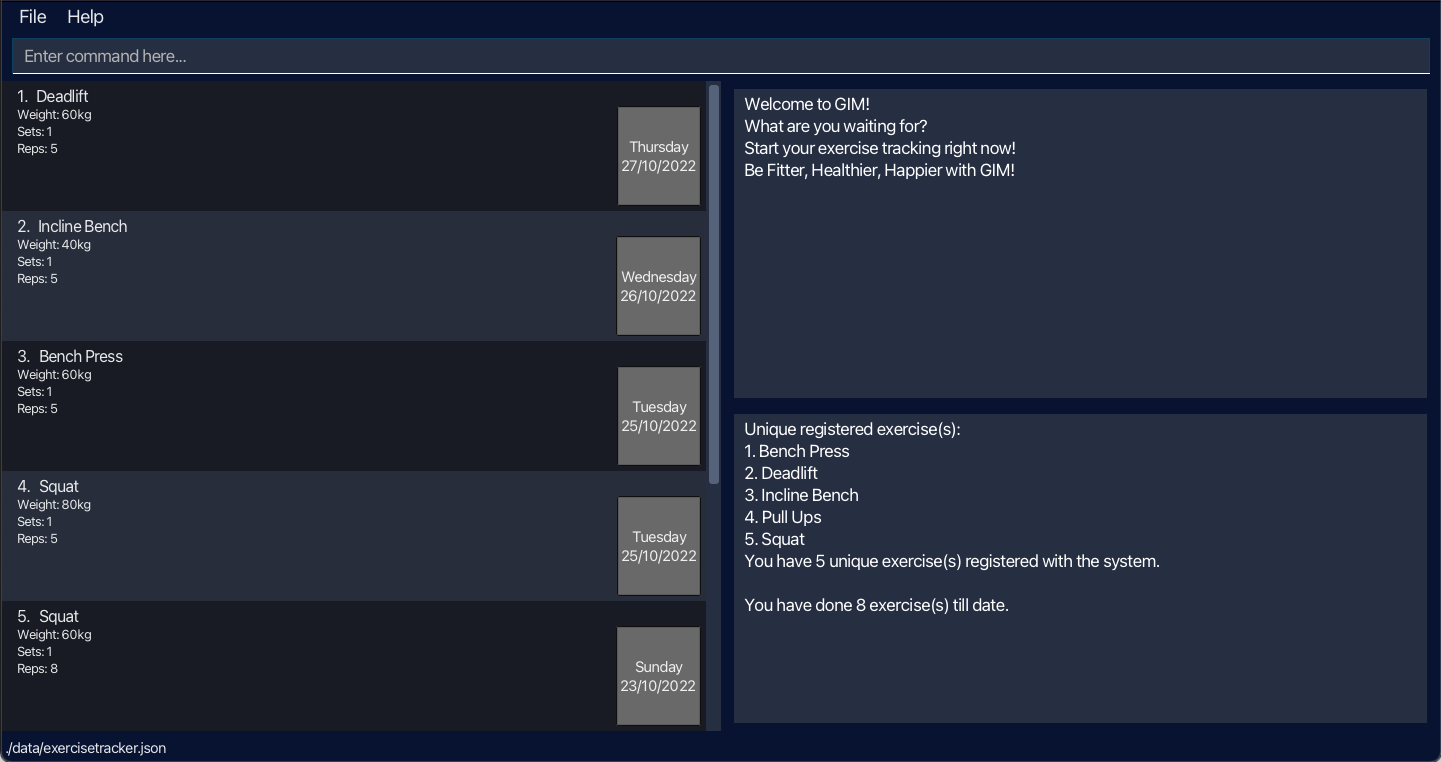 File Help
Enter command here...
1. Deadlift
Weight: 60kg
Sets: 1
Reps: 5
Thursday
27/10/2022
2. Incline Bench
Weight: 40kg
Sets: 1
Reps: 5
Wednesday
26/10/2022
3. Bench Press
Weight: 60kg
Sets: 1
Reps: 5
Tuesday
25/10/2022
4. Squat
Weight: 80kg
Sets: 1
Reps: 5
Tuesday
25/10/2022
5. Squat
Weight: 60kg
Sets: 1
Reps: 8
Sunday
23/10/2022
Welcome to GIM!
What are you waiting for?
Start your exercise tracking right now!
Be Fitter, Healthier, Happier with GIM!
Unique registered exercise(s):
1. Bench Press
2. Deadlift
3. Incline Bench
4. Pull Ups
5. Squat
You have 5 unique exercise(s) registered with the system.
You have done 8 exercise(s) till date.
./data/exercisetracker.json